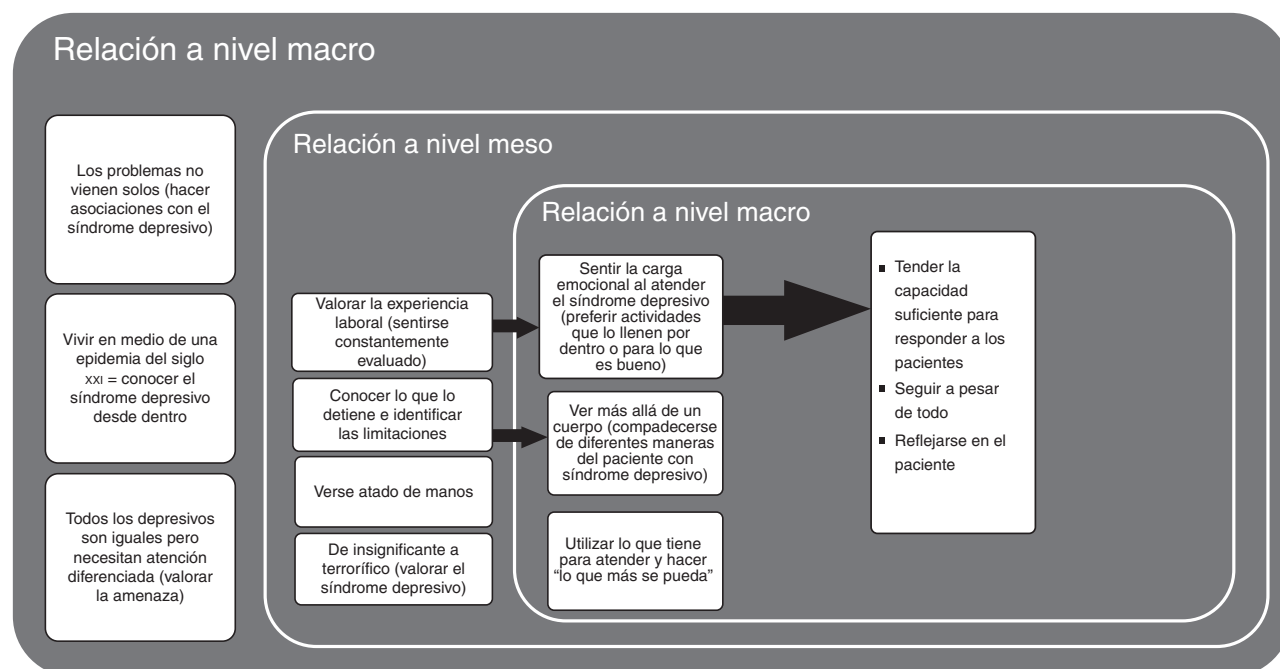 Relación a nivel macro
Los problemas no
vienen solos (hacer
asociaciones con el
síndrome depresivo)
Vivir en medio de una
epidemia del siglo
XXI = conocer el
síndrome depresivo
desde dentro
Todos los depresivos
son iguales pero
necesitan atención
diferenciada (valorar
la amenaza)
Relación a nivel meso
Valorar la experiencia
laboral (sentirse
constantemente
evaluado)
Conocer lo que lo
detiene e identificar
las limitaciones
Verse atado de manos
De insignificante a
terrorífico (valorar el
síndrome depresivo)
Relación a nivel macro
Sentir la carga
emocional al atender
el síndrome depresivo
(preferir actividades
que lo llenen por
dentro o para lo que
es bueno)
Ver más allá de un
cuerpo (compadecerse
de diferentes maneras
del paciente con
síndrome depresivo)
Utilizar lo que tiene
para atender y hacer
“lo que más se pueda”
▪ Tender la
capacidad
suficiente para
responder a los
pacientes
▪ Seguir a pesar
de todo
▪ Reflejarse en el
paciente